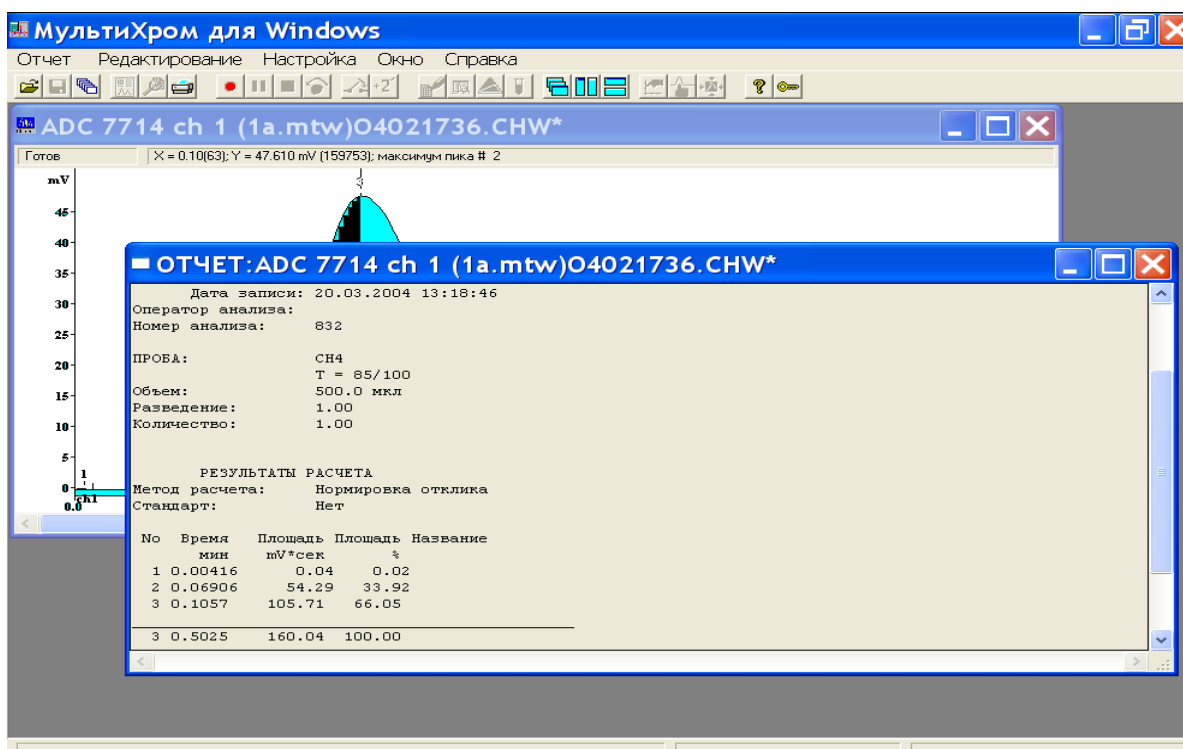 МультиХром для Windows
Отчет Редактирование Настройка Окно Справка
+2'
ADC 7714 ch 1 (1a.mtw)O4021736.CHW*
Готов X = 0.10(63); Y = 47.610 mV (159753); максимум пика # 2
mV
3
45
40
35
30
25
20
15
10
5
1
0
ch1
0.0
ОТЧЕТ:ADC 7714 ch 1 (1a.mtw)O4021736.CHW*
Дата записи: 20.03.2004 13:18:46
Оператор анализа:
Номер анализа: 832
ПРОБА: CH4
T = 85/100
Объем: 500.0 мкл
Разведение: 1.00
Количество: 1.00
РЕЗУЛЬТАТЫ РАСЧЕТА
Метод расчета: Нормировка отклика
Стандарт: Нет
No Время Площадь Площадь Название
мин mV*сек %
1 0.00416 0.04 0.02
2 0.06906 54.29 33.92
3 0.1057 105.71 66.05
3 0.5025 160.04 100.00